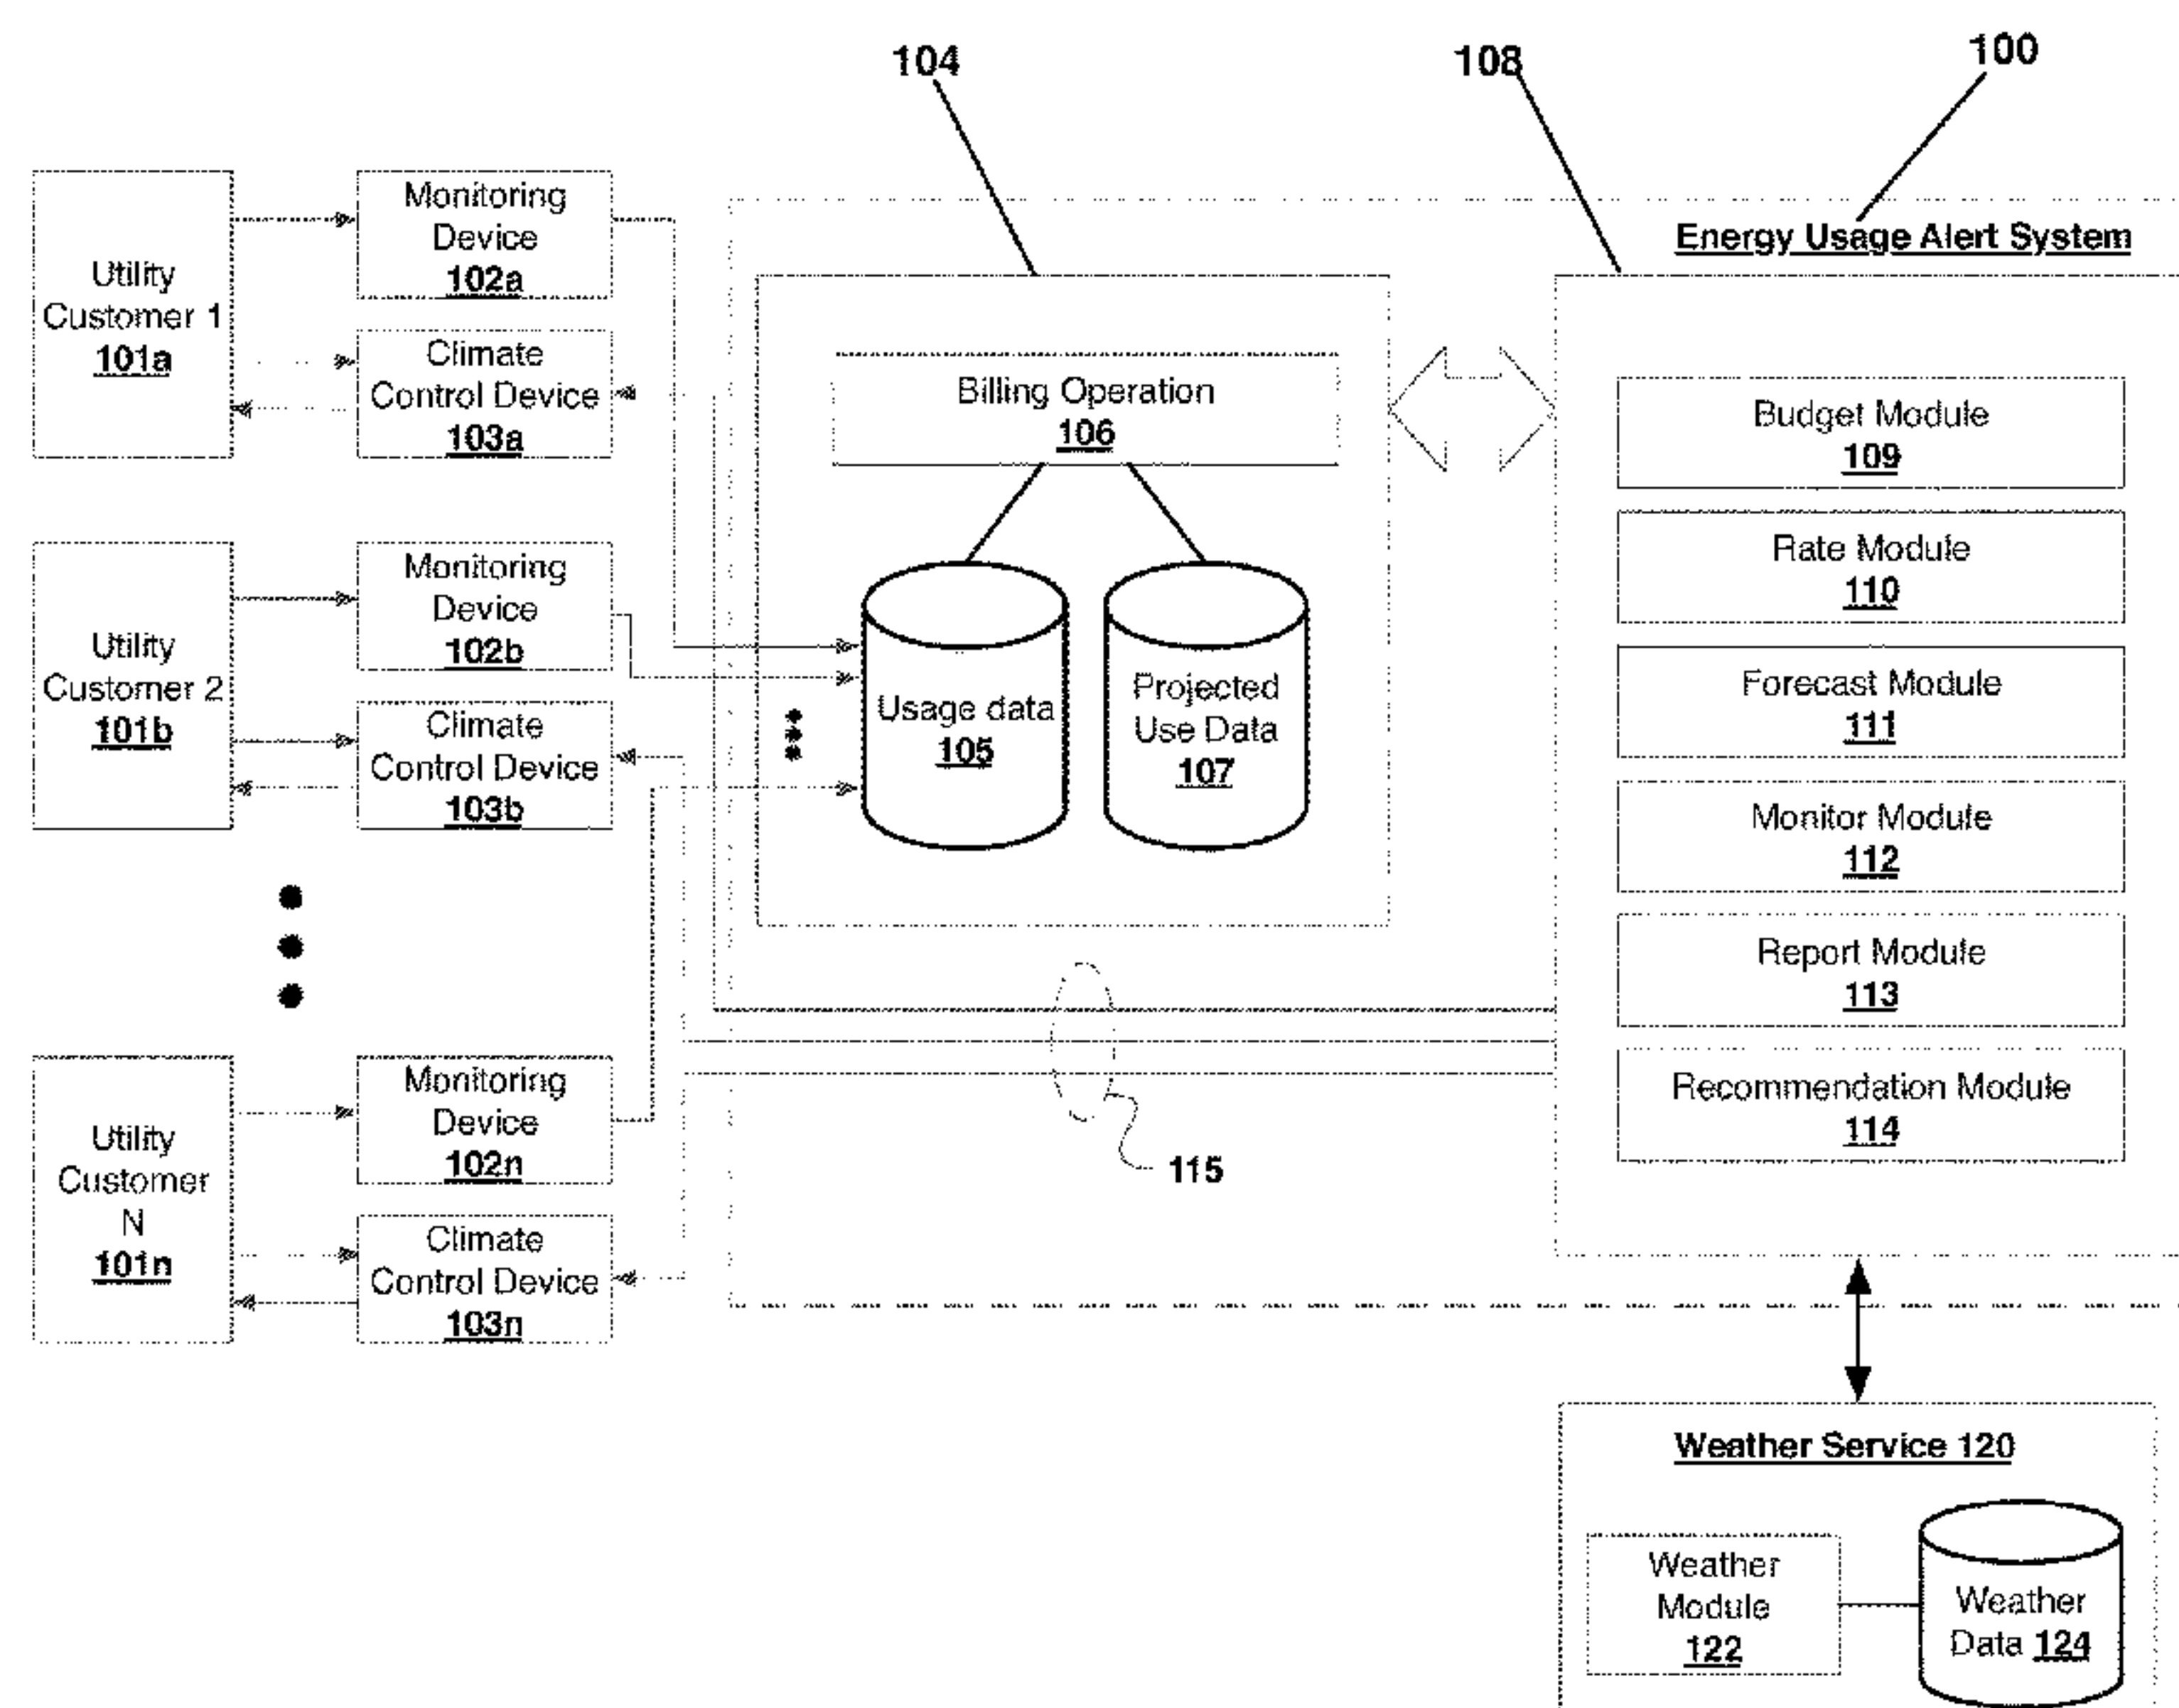 104
108
100
Energy Usage Alert System
Utility
Customer 1
101a
Monitoring
Device
102a
Climate
Control Device
103a
Utility
Customer 2
101b
Monitoring
Device
102b
Climate
Control Device
103b
Utility
Customer
N
101n
Monitoring
Device
102n
Climate
Control Device
103n
Billing Operation
106
Usage data
105
Projected
Use Data
107
115
Budget Module
109
Rate Module
110
Forecast Module
111
Monitor Module
112
Report Module
113
Recommendation Module
114
Weather Service 120
Weather
Module
122
Weather
Data 124